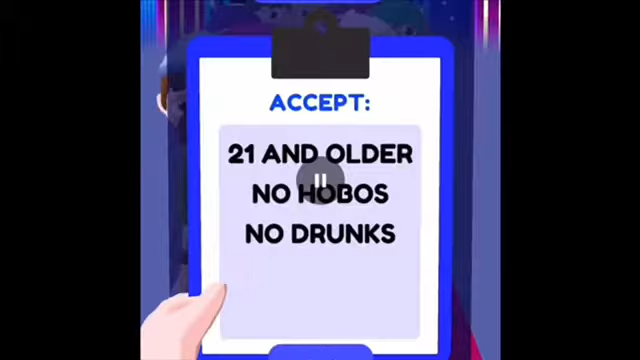 ACCEPT:
21 AND OLDER
NO HOBOS
NO DRUNKS